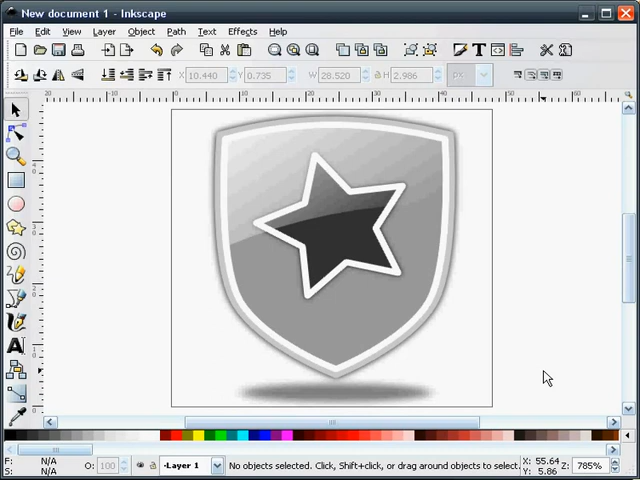 New document 1 - Inkscape
File Edit View Layer Object Path Text Effects Help
X 10.440 Y 0.735 W 28.520 H 2.986 px
F: N/A O: 100 Layer 1 No objects selected. Click, Shift+click, or drag around objects to select X: 55.64 Z: 785%
S: N/A Y: 5.86